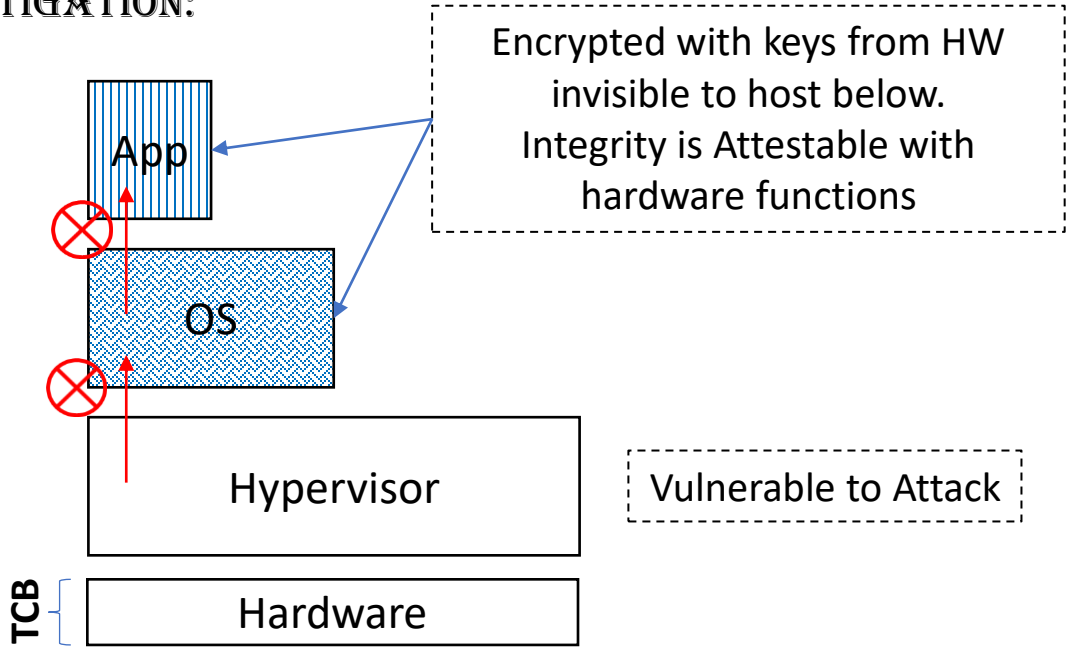 TIGATION:
Encrypted with keys from HW
invisible to host below.
Integrity is Attestable with
hardware functions
App
OS
Hypervisor
Vulnerable to Attack
TCB
Hardware